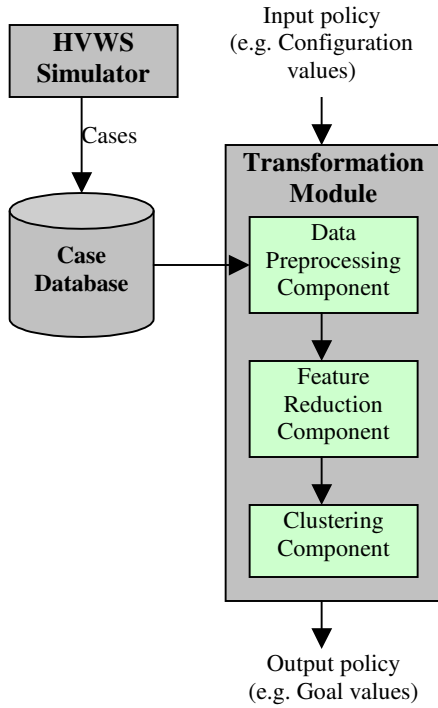 HVWS
Simulator
Cases
Case
Database
Input policy
(e.g. Configuration
values)
Transformation
Module
Data
Preprocessing
Component
Feature
Reduction
Component
Clustering
Component
Output policy
(e.g. Goal values)